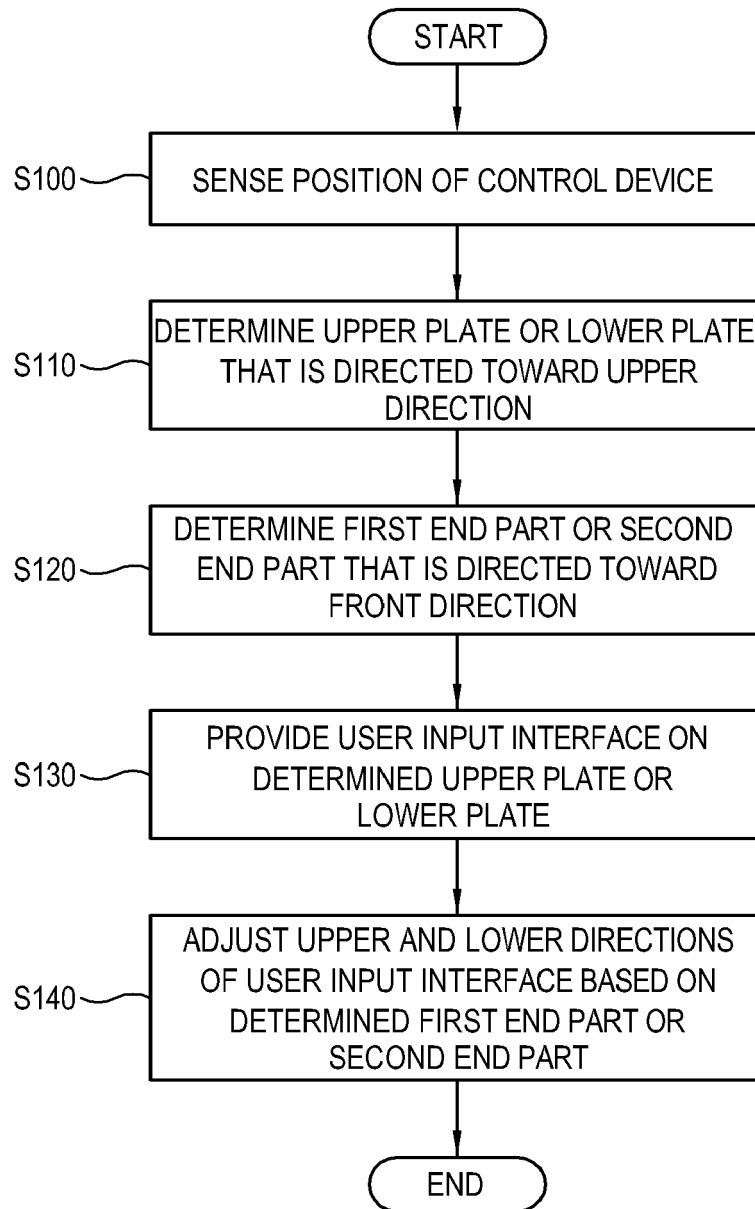 START
S100
SENSE POSITION OF CONTROL DEVICE
S110
DETERMINE UPPER PLATE OR LOWER PLATE
THAT IS DIRECTED TOWARD UPPER
DIRECTION
S120
DETERMINE FIRST END PART OR SECOND
END PART THAT IS DIRECTED TOWARD
FRONT DIRECTION
S130
PROVIDE USER INPUT INTERFACE ON
DETERMINED UPPER PLATE OR
LOWER PLATE
S140
ADJUST UPPER AND LOWER DIRECTIONS
OF USER INPUT INTERFACE BASED ON
DETERMINED FIRST END PART OR
SECOND END PART
END